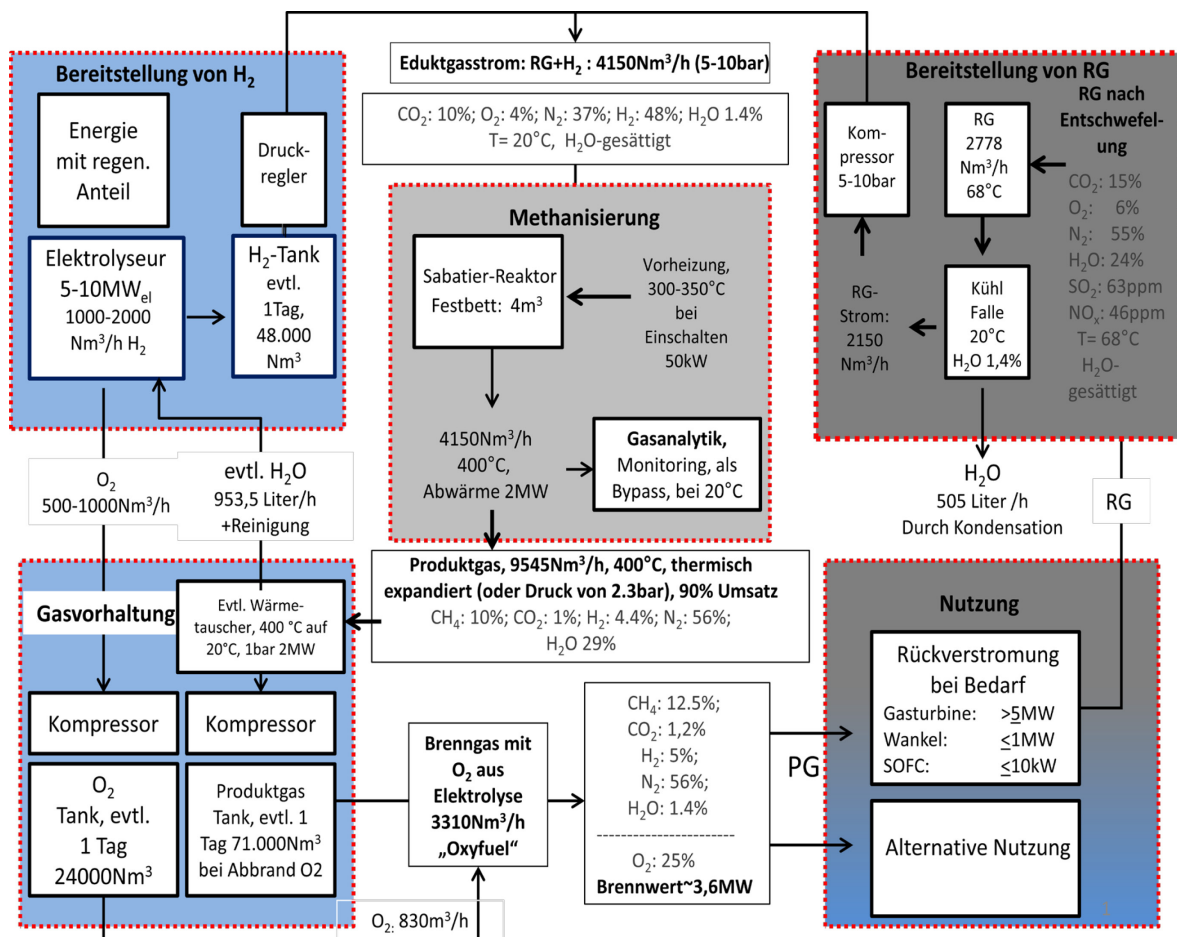 Bereitstellung von H₂
Energie
mit regen.
Anteil
Druck-
regler
Elektrolyseur
5-10MWₑₗ
1000-2000
Nm³/h H₂
H₂-Tank
evtl.
1Tag,
48.000
Nm³
Eduktgasstrom: RG+H₂ : 4150Nm³/h (5-10bar)
CO₂: 10%; O₂: 4%; N₂: 37%; H₂: 48%; H₂O 1.4%
T= 20°C, H₂O-gesättigt
Methanisierung
Sabatier-Reaktor
Festbett: 4m³
Vorheizung,
300-350°C
bei
Einschalten
50kW
4150Nm³/h
400°C,
Abwärme 2MW
Gasanalytik,
Monitoring, als
Bypass, bei 20°C
Bereitstellung von RG
Kom-
pressor
5-10bar
RG
2778
Nm³/h
68°C
RG nach
Entschwefel-
ung
CO₂: 15%
O₂: 6%
N₂: 55%
H₂O: 24%
SO₂: 63ppm
NOₓ: 46ppm
T= 68°C
H₂O-
gesättigt
RG-
Strom:
2150
Nm³/h
Kühl
Falle
20°C
H₂O 1,4%
O₂
500-1000Nm³/h
evtl. H₂O
953,5 Liter/h
+Reinigung
H₂O
505 Liter /h
Durch Kondensation
RG
Produktgas, 9545Nm³/h, 400°C, thermisch
expandiert (oder Druck von 2.3bar), 90% Umsatz
CH₄: 10%; CO₂: 1%; H₂: 4.4%; N₂: 56%;
H₂O 29%
Gasvorhaltung
Evtl. Wärme-
tauscher, 400 °C auf
20°C, 1bar 2MW
Kompressor
Kompressor
O₂
Tank, evtl.
1 Tag
24000Nm³
Produktgas
Tank, evtl. 1
Tag 71.000Nm³
bei Abbrand O2
Brenngas mit
O₂ aus
Elektrolyse
3310Nm³/h
„Oxyfuel“
O₂: 830m³/h
CH₄: 12.5%;
CO₂: 1,2%
H₂: 5%;
N₂: 56%;
H₂O: 1.4%
------------------------
O₂: 25%
Brennwert~3,6MW
PG
Nutzung
Rückverstromung
bei Bedarf
Gasturbine: >5MW
Wankel: ≤1MW
SOFC: ≤10kW
Alternative Nutzung
1